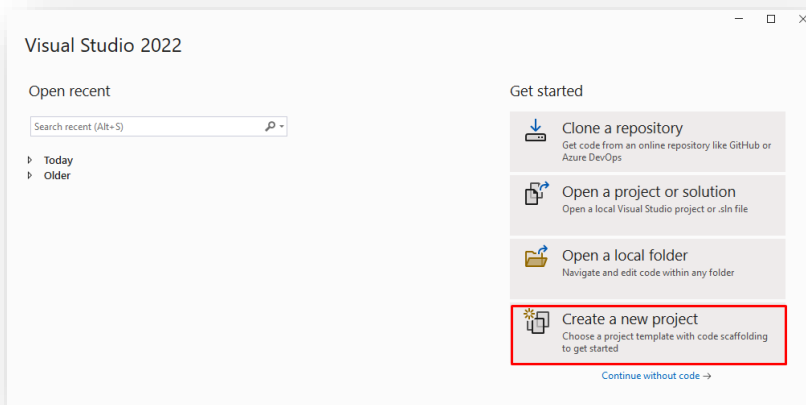 Visual Studio 2022
Open recent
Search recent (Alt+S)
Today
Older
Get started
Clone a repository
Get code from an online repository like GitHub or
Azure DevOps
Open a project or solution
Open a local Visual Studio project or .sln file
Open a local folder
Navigate and edit code within any folder
Create a new project
Choose a project template with code scaffolding
to get started
Continue without code →